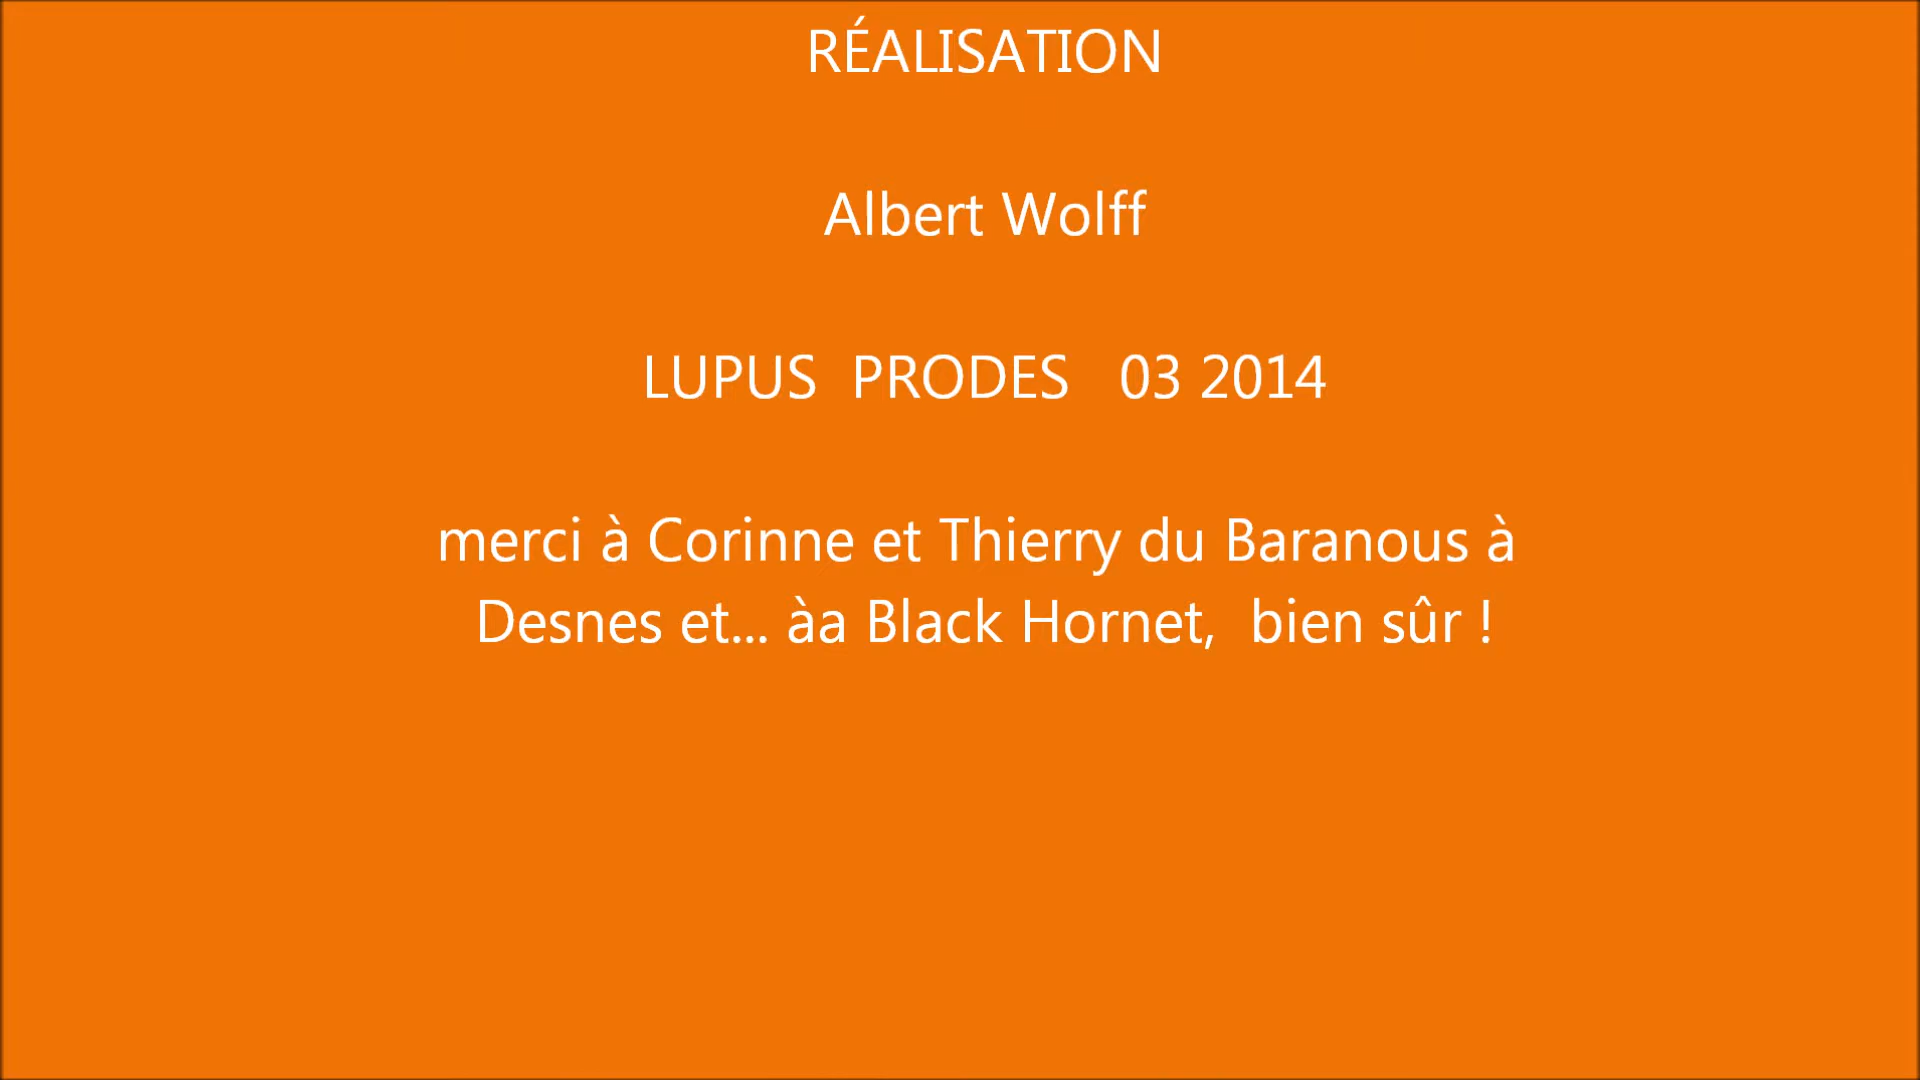 RÉALISATION
Albert Wolff
LUPUS  PRODES   03 2014
merci à Corinne et Thierry du Baranous à
Desnes et... àa Black Hornet,  bien sûr !